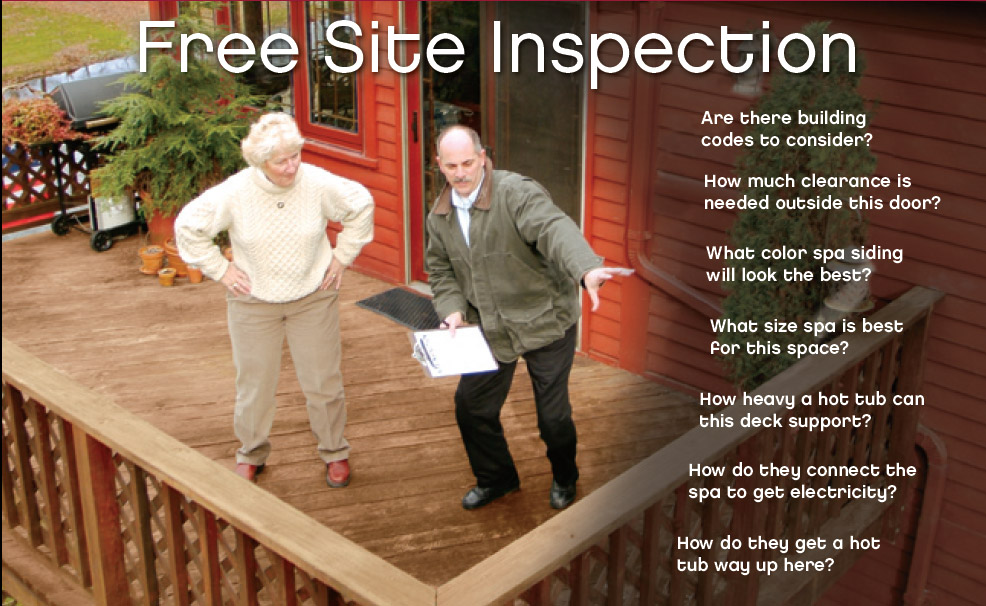 Free Site Inspection
Are there building
codes to consider?
How much clearance is
needed outside this door?
What color spa siding
will look the best?
What size spa is best
for this space?
How heavy a hot tub can
this deck support?
How do they connect the
spa to get electricity?
How do they get a hot
tub way up here?